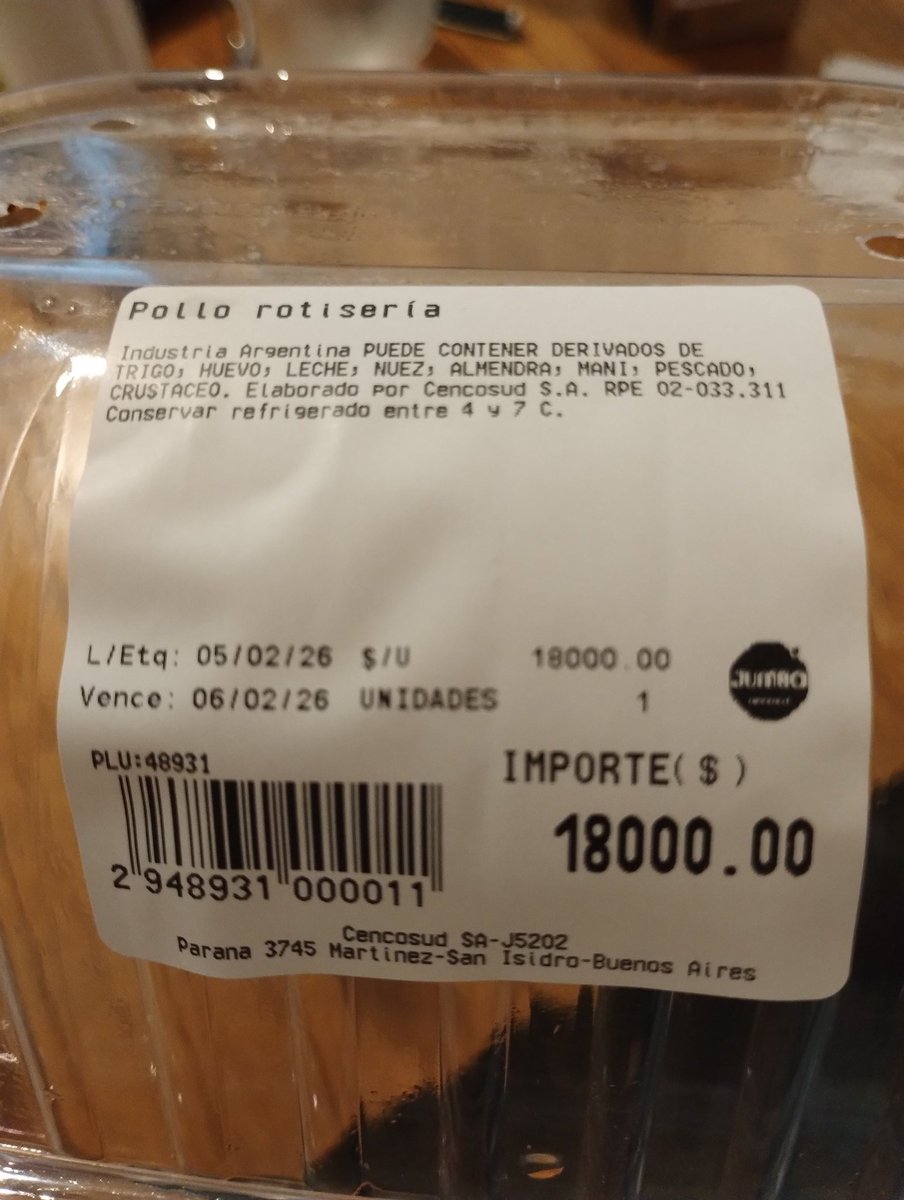 Pollo rotisería
Industria Argentina PUEDE CONTENER DERIVADOS DE
TRIGO, HUEVO, LECHE, NUEZ, ALMENDRA, MANI, PESCADO,
CRUSTACEO. Elaborado por Cencosud S.A. RPE 02-033.311
Conservar refrigerado entre 4 y 7 C.
L/Etq: 05/02/26 $/U 18000.00
Vence: 06/02/26 UNIDADES 1
JUMBO
PLU:48931
IMPORTE($)
18000.00
2 948931 000011
Cencosud SA-J5202
Parana 3745 Martinez-San Isidro-Buenos Aires